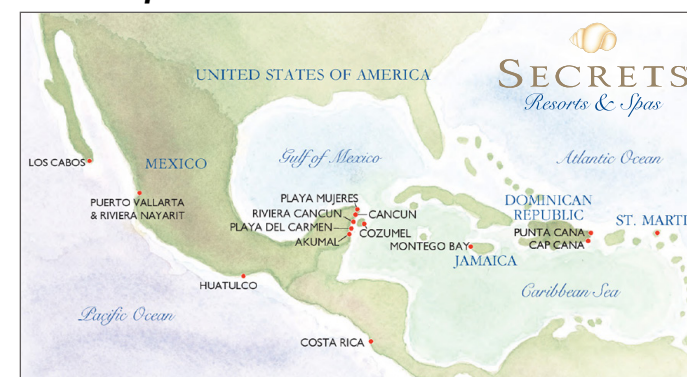 SECRETS
Resorts & Spas
UNITED STATES OF AMERICA
Gulf of Mexico
Atlantic Ocean
LOS CABOS
MEXICO
PUERTO VALLARTA
& RIVIERA NAYARIT
PLAYA MUJERES
RIVIERA CANCUN
CANCUN
PLAYA DEL CARMEN
COZUMEL
AKUMAL
MONTEGO BAY
JAMAICA
DOMINICAN
REPUBLIC
PUNTA CANA
CAP CANA
ST. MARTI
HUATULCO
Caribbean Sea
Pacific Ocean
COSTA RICA